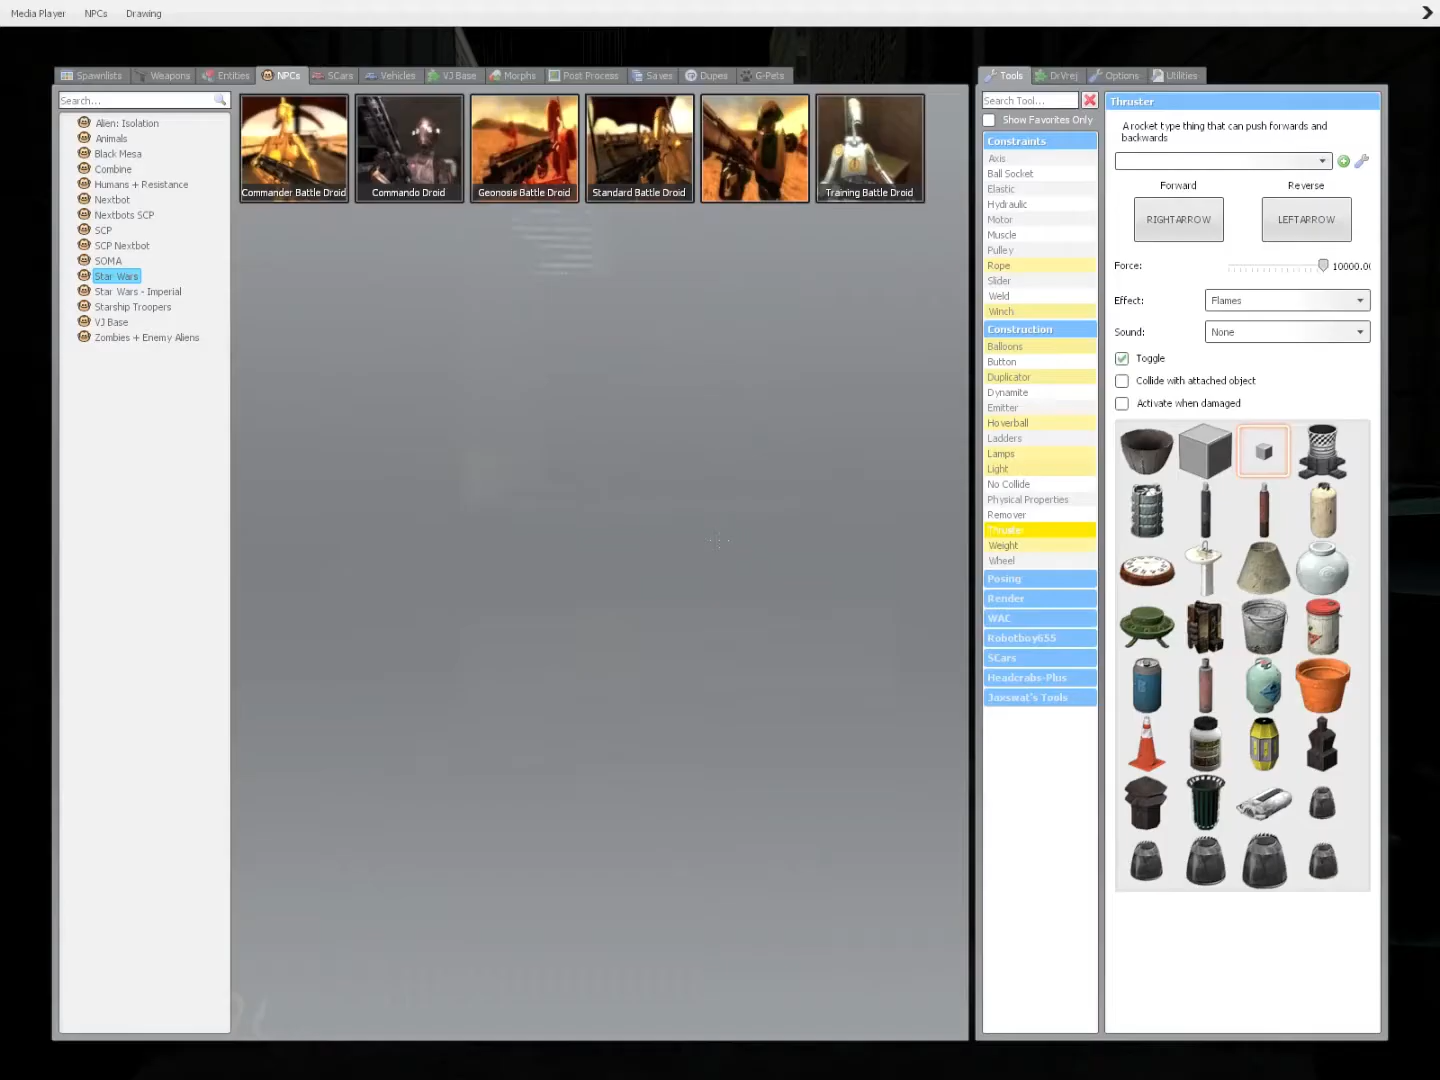 Media Player NPCs Drawing
Spawnlists Weapons Entities NPCs SCars Vehicles VJ Base Morphs Post Process Saves Dupes G-Pets
Search...
Alien: Isolation
Animals
Black Mesa
Combine
Humans + Resistance
Nextbot
Nextbots SCP
SCP
SCP Nextbot
SOMA
Star Wars
Star Wars - Imperial
Starship Troopers
VJ Base
Zombies + Enemy Aliens
Commander Battle Droid
Commando Droid
Geonosis Battle Droid
Standard Battle Droid
Training Battle Droid
Tools DrVrej Options Utilities
Search Tool...
Show Favorites Only
Constraints
Axis
Ball Socket
Elastic
Hydraulic
Motor
Muscle
Pulley
Rope
Slider
Weld
Winch
Construction
Balloons
Button
Duplicator
Dynamite
Emitter
Hoverball
Ladders
Lamps
Light
No Collide
Physical Properties
Remover
Thruster
Weight
Wheel
Posing
Render
WAC
Robotboy655
SCars
Headcrabs-Plus
Jaxswat's Tools
Thruster
A rocket type thing that can push forwards and
backwards
Forward Reverse
RIGHTARROW LEFTARROW
Force: 10000.0
Effect: Flames
Sound: None
Toggle
Collide with attached object
Activate when damaged